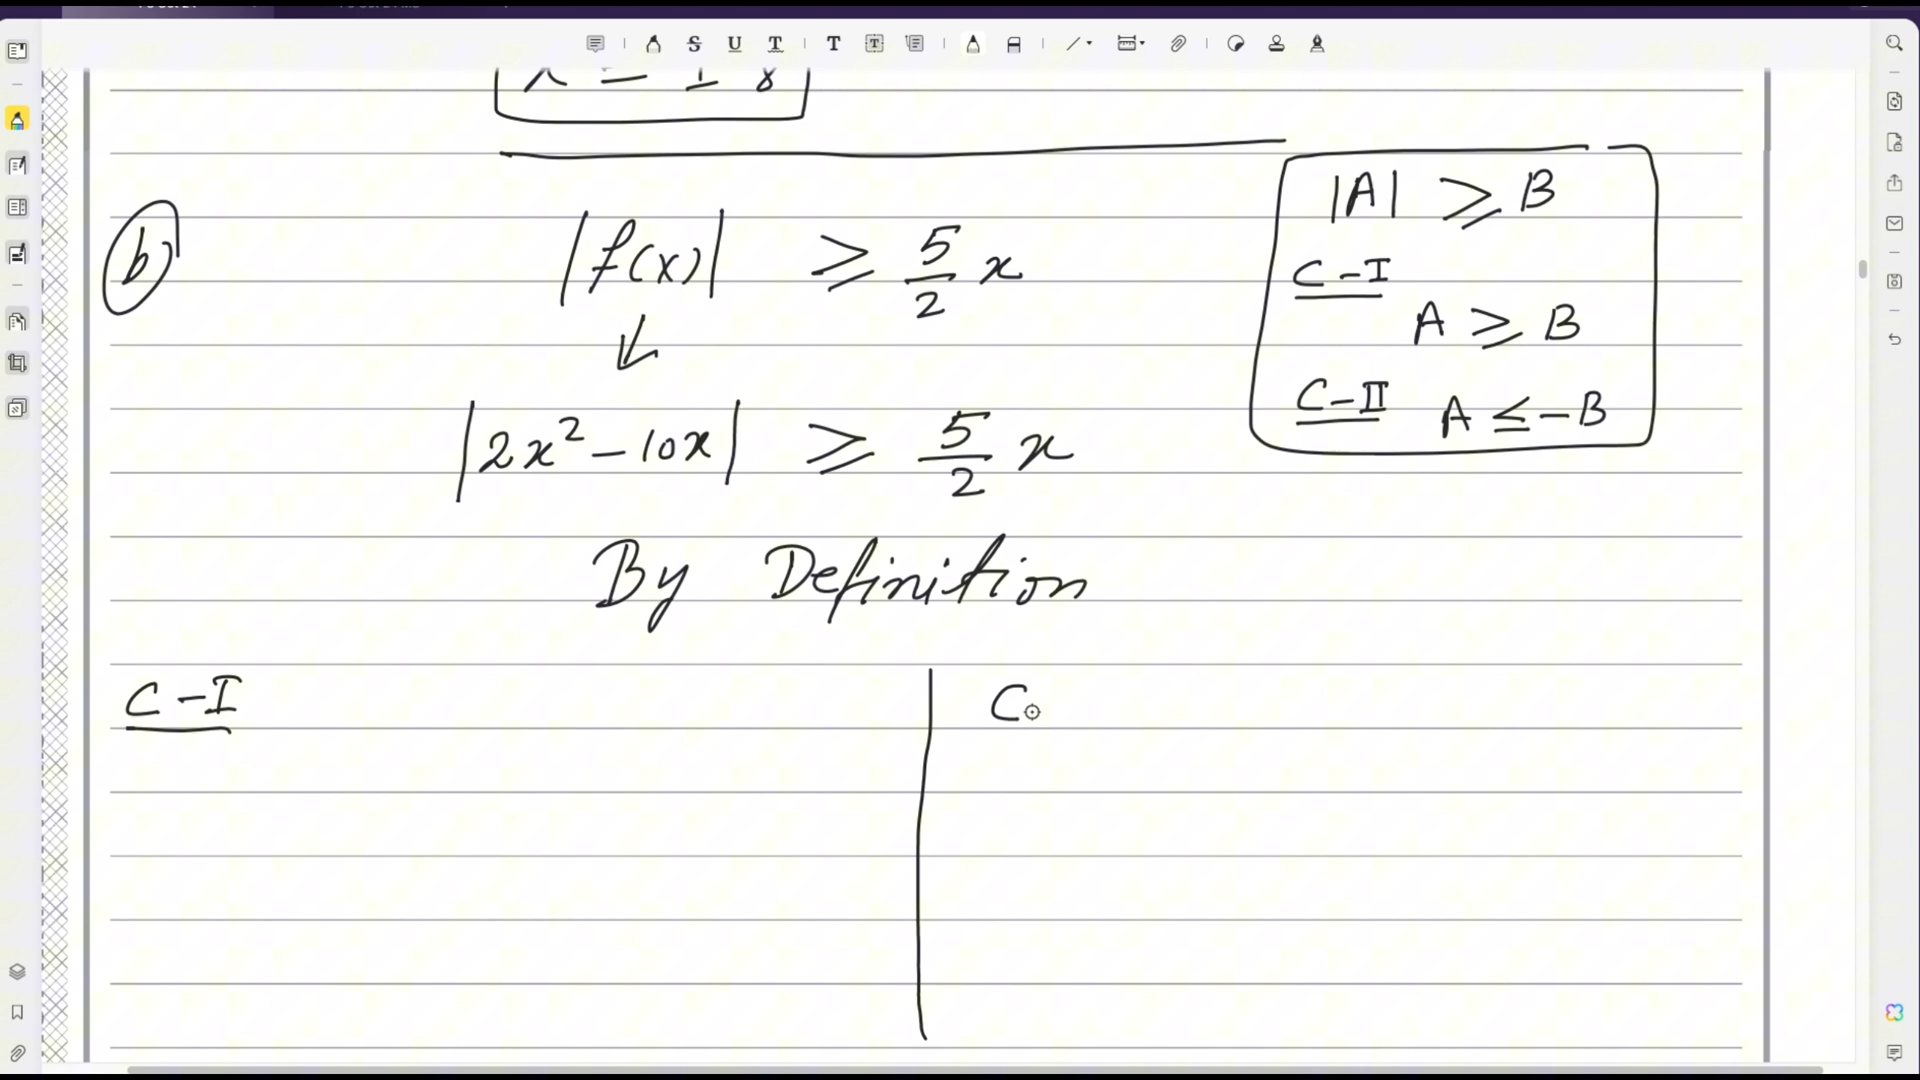 (b) |f(x)| ≥ 5/2 x
|2x² – 10x| ≥ 5/2 x
By Definition
|A| ≥ B
C – I
A ≥ B
C – II A ≤ – B
C – I
C